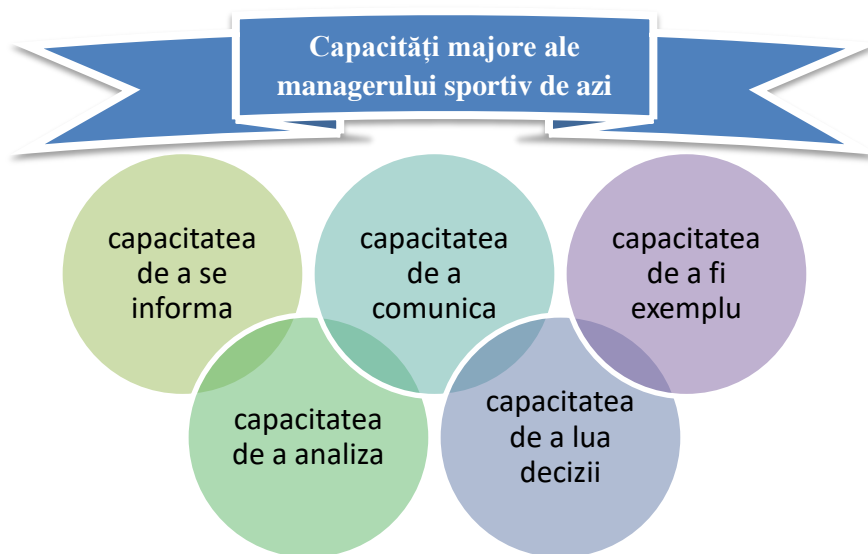 Capacități majore ale
managerului sportiv de azi
capacitatea
de a se
informa
capacitatea
de a
comunica
capacitatea
de a fi
exemplu
capacitatea
de a analiza
capacitatea
de a lua
decizii